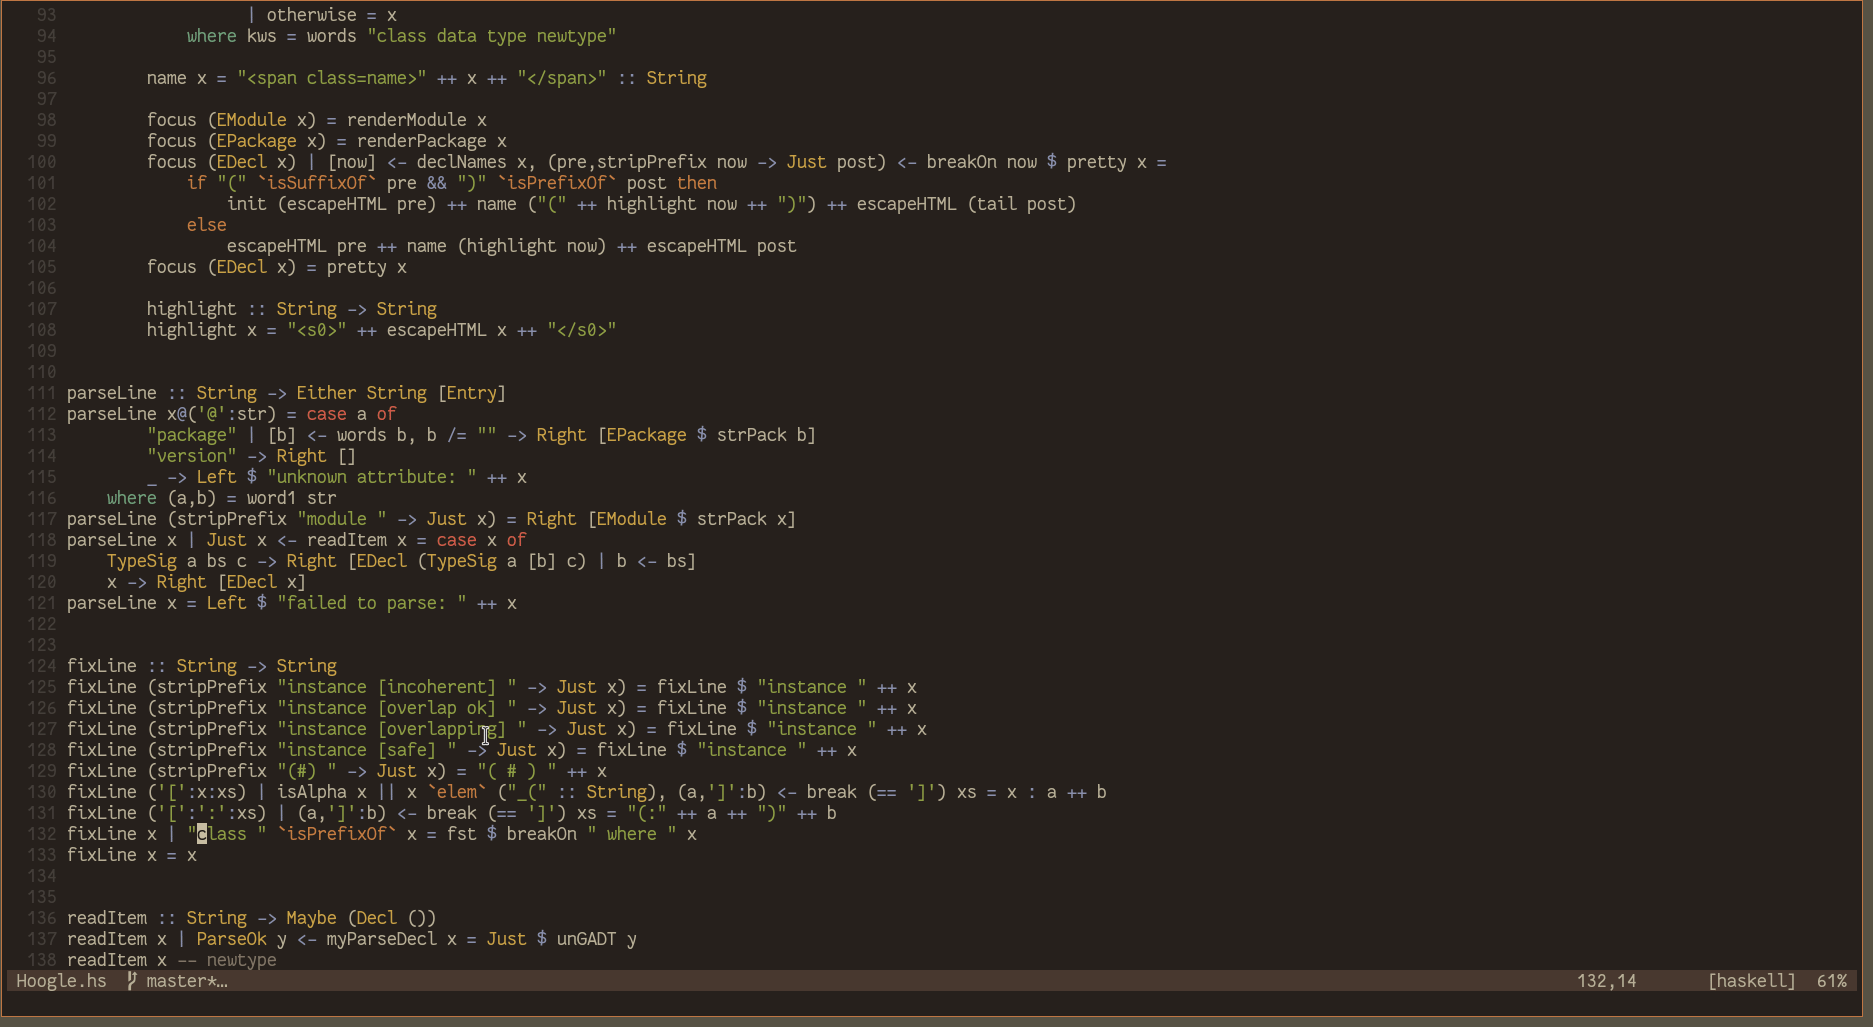 93                    | otherwise = x
94              where kws = words "class data type newtype"
95
96          name x = "<span class=name>" ++ x ++ "</span>" :: String
97
98          focus (EModule x) = renderModule x
99          focus (EPackage x) = renderPackage x
100         focus (EDecl x) | [now] <- declNames x, (pre,stripPrefix now -> Just post) <- breakOn now $ pretty x =
101             if "(" `isSuffixOf` pre && ")" `isPrefixOf` post then
102                 init (escapeHTML pre) ++ name ("(" ++ highlight now ++ ")") ++ escapeHTML (tail post)
103             else
104                 escapeHTML pre ++ name (highlight now) ++ escapeHTML post
105         focus (EDecl x) = pretty x
106
107         highlight :: String -> String
108         highlight x = "<s0>" ++ escapeHTML x ++ "</s0>"
109
110
111 parseLine :: String -> Either String [Entry]
112 parseLine x@('@':str) = case a of
113         "package" | [b] <- words b, b /= "" -> Right [EPackage $ strPack b]
114         "version" -> Right []
115         _ -> Left $ "unknown attribute: " ++ x
116     where (a,b) = word1 str
117 parseLine (stripPrefix "module " -> Just x) = Right [EModule $ strPack x]
118 parseLine x | Just x <- readItem x = case x of
119     TypeSig a bs c -> Right [EDecl (TypeSig a [b] c) | b <- bs]
120     x -> Right [EDecl x]
121 parseLine x = Left $ "failed to parse: " ++ x
122
123
124 fixLine :: String -> String
125 fixLine (stripPrefix "instance [incoherent] " -> Just x) = fixLine $ "instance " ++ x
126 fixLine (stripPrefix "instance [overlap ok] " -> Just x) = fixLine $ "instance " ++ x
127 fixLine (stripPrefix "instance [overlapping] " -> Just x) = fixLine $ "instance " ++ x
128 fixLine (stripPrefix "instance [safe] " -> Just x) = fixLine $ "instance " ++ x
129 fixLine (stripPrefix "(#) " -> Just x) = "( # ) " ++ x
130 fixLine ('[':x:xs) | isAlpha x || x `elem` ("_(" :: String), (a,']':b) <- break (== ']') xs = x : a ++ b
131 fixLine ('[':':':xs) | (a,']':b) <- break (== ']') xs = "(:" ++ a ++ ")" ++ b
132 fixLine x | "class " `isPrefixOf` x = fst $ breakOn " where " x
133 fixLine x = x
134
135
136 readItem :: String -> Maybe (Decl ())
137 readItem x | ParseOk y <- myParseDecl x = Just $ unGADT y
138 readItem x -- newtype
Hoogle.hs master*… 132,14 [haskell] 61%